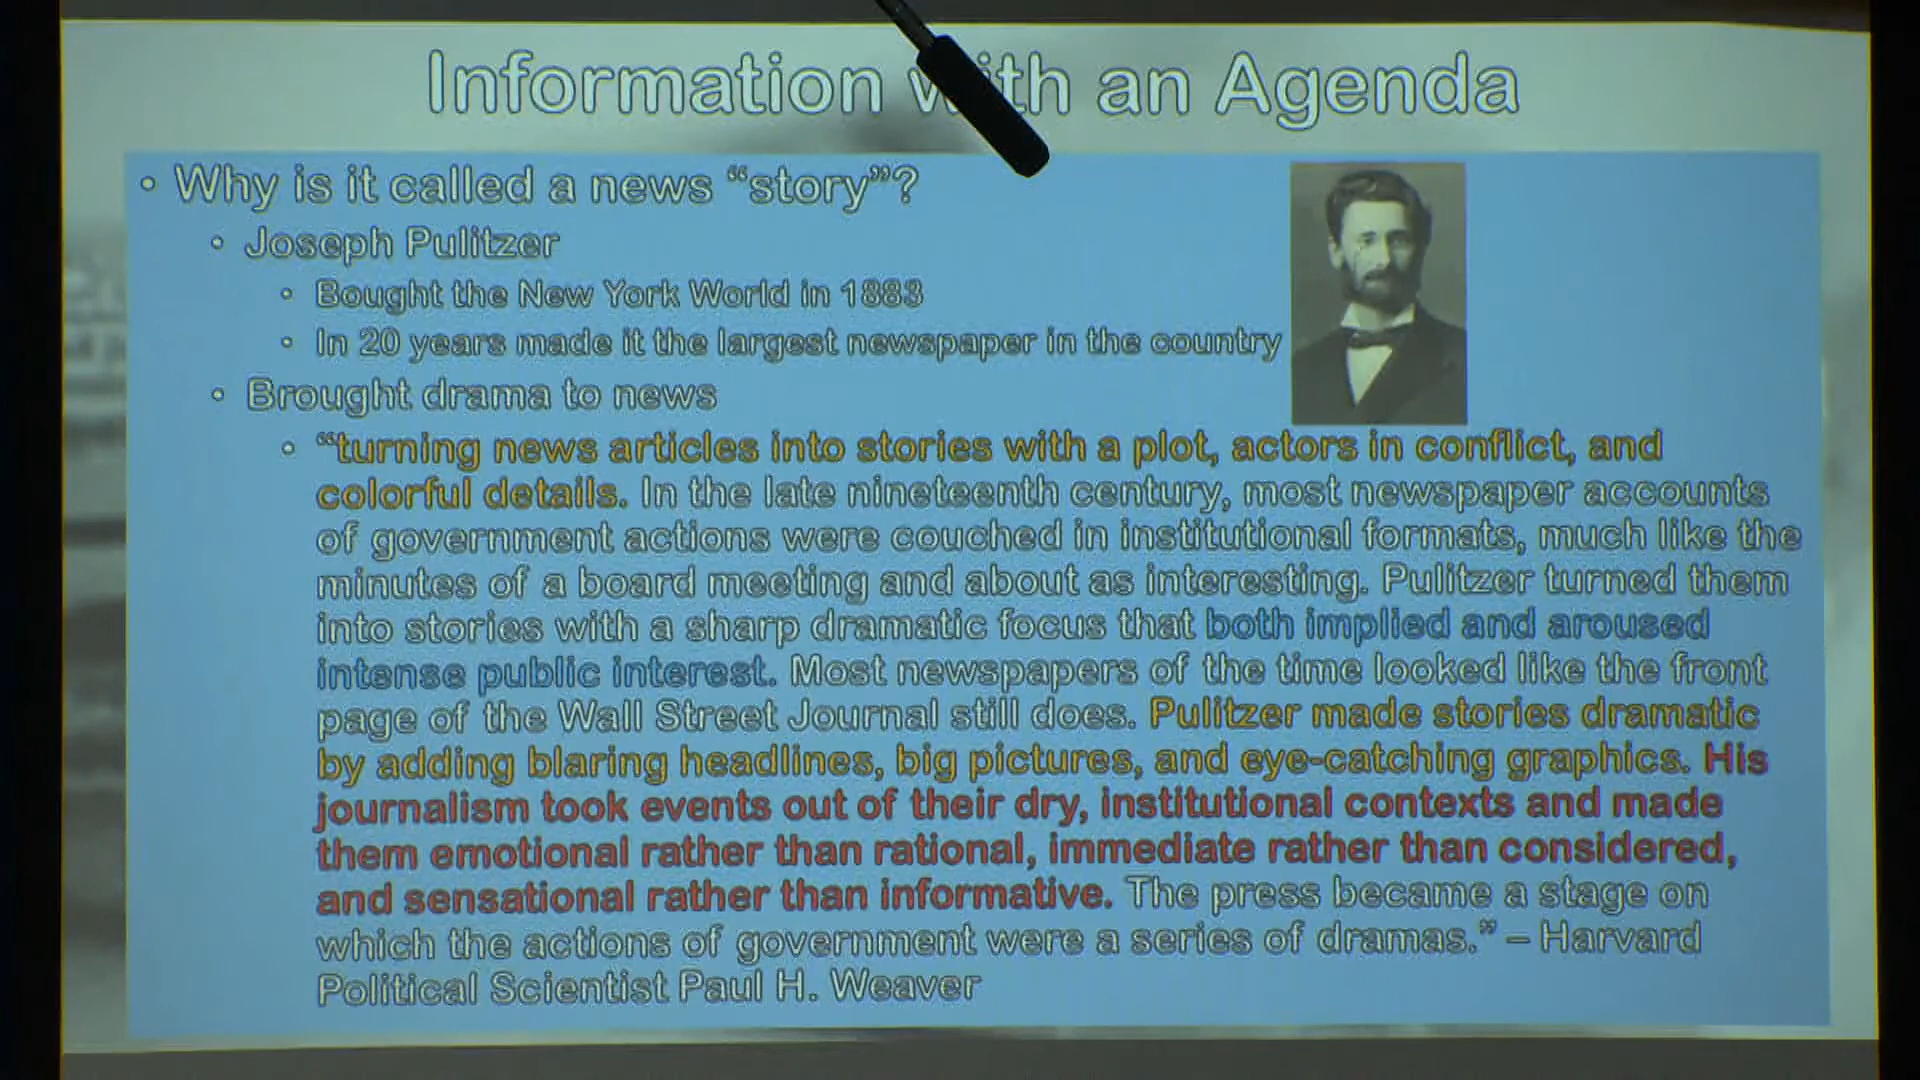 Information with an Agenda
• Why is it called a news “story”?
• Joseph Pulitzer
• Bought the New York World in 1883
• In 20 years made it the largest newspaper in the country
• Brought drama to news
• “turning news articles into stories with a plot, actors in conflict, and
colorful details. In the late nineteenth century, most newspaper accounts
of government actions were couched in institutional formats, much like the
minutes of a board meeting and about as interesting. Pulitzer turned them
into stories with a sharp dramatic focus that both implied and aroused
intense public interest. Most newspapers of the time looked like the front
page of the Wall Street Journal still does. Pulitzer made stories dramatic
by adding blaring headlines, big pictures, and eye-catching graphics. His
journalism took events out of their dry, institutional contexts and made
them emotional rather than rational, immediate rather than considered,
and sensational rather than informative. The press became a stage on
which the actions of government were a series of dramas.” – Harvard
Political Scientist Paul H. Weaver